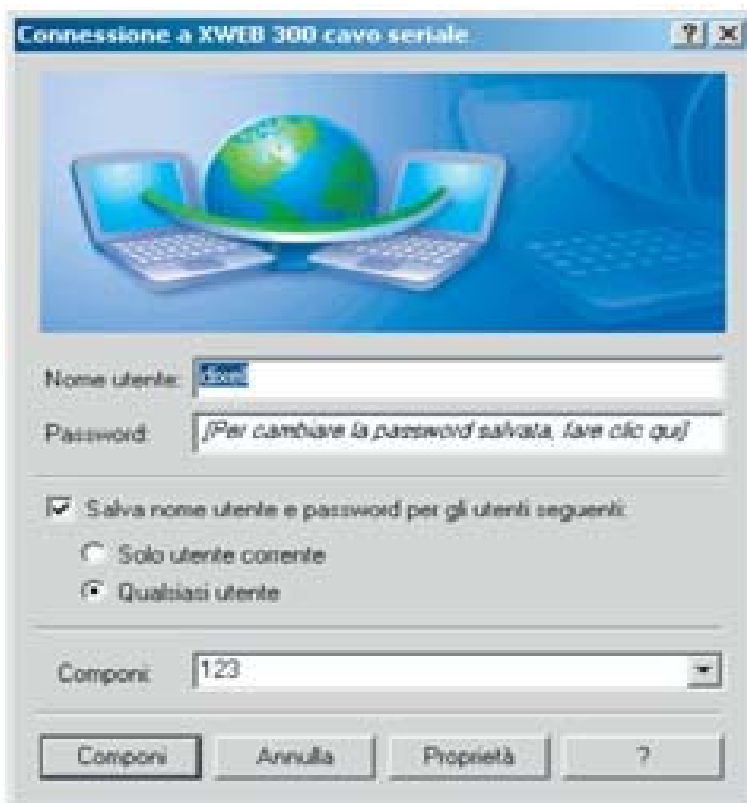 Connessione a XWEB 300 cavo seriale
Nome utente: dixell
Password: [Per cambiare la password salvata, fare clic qui]
Salva nome utente e password per gli utenti seguenti:
Solo utente corrente
Qualsiasi utente
Componi: 123
Componi Annulla Proprietà ?